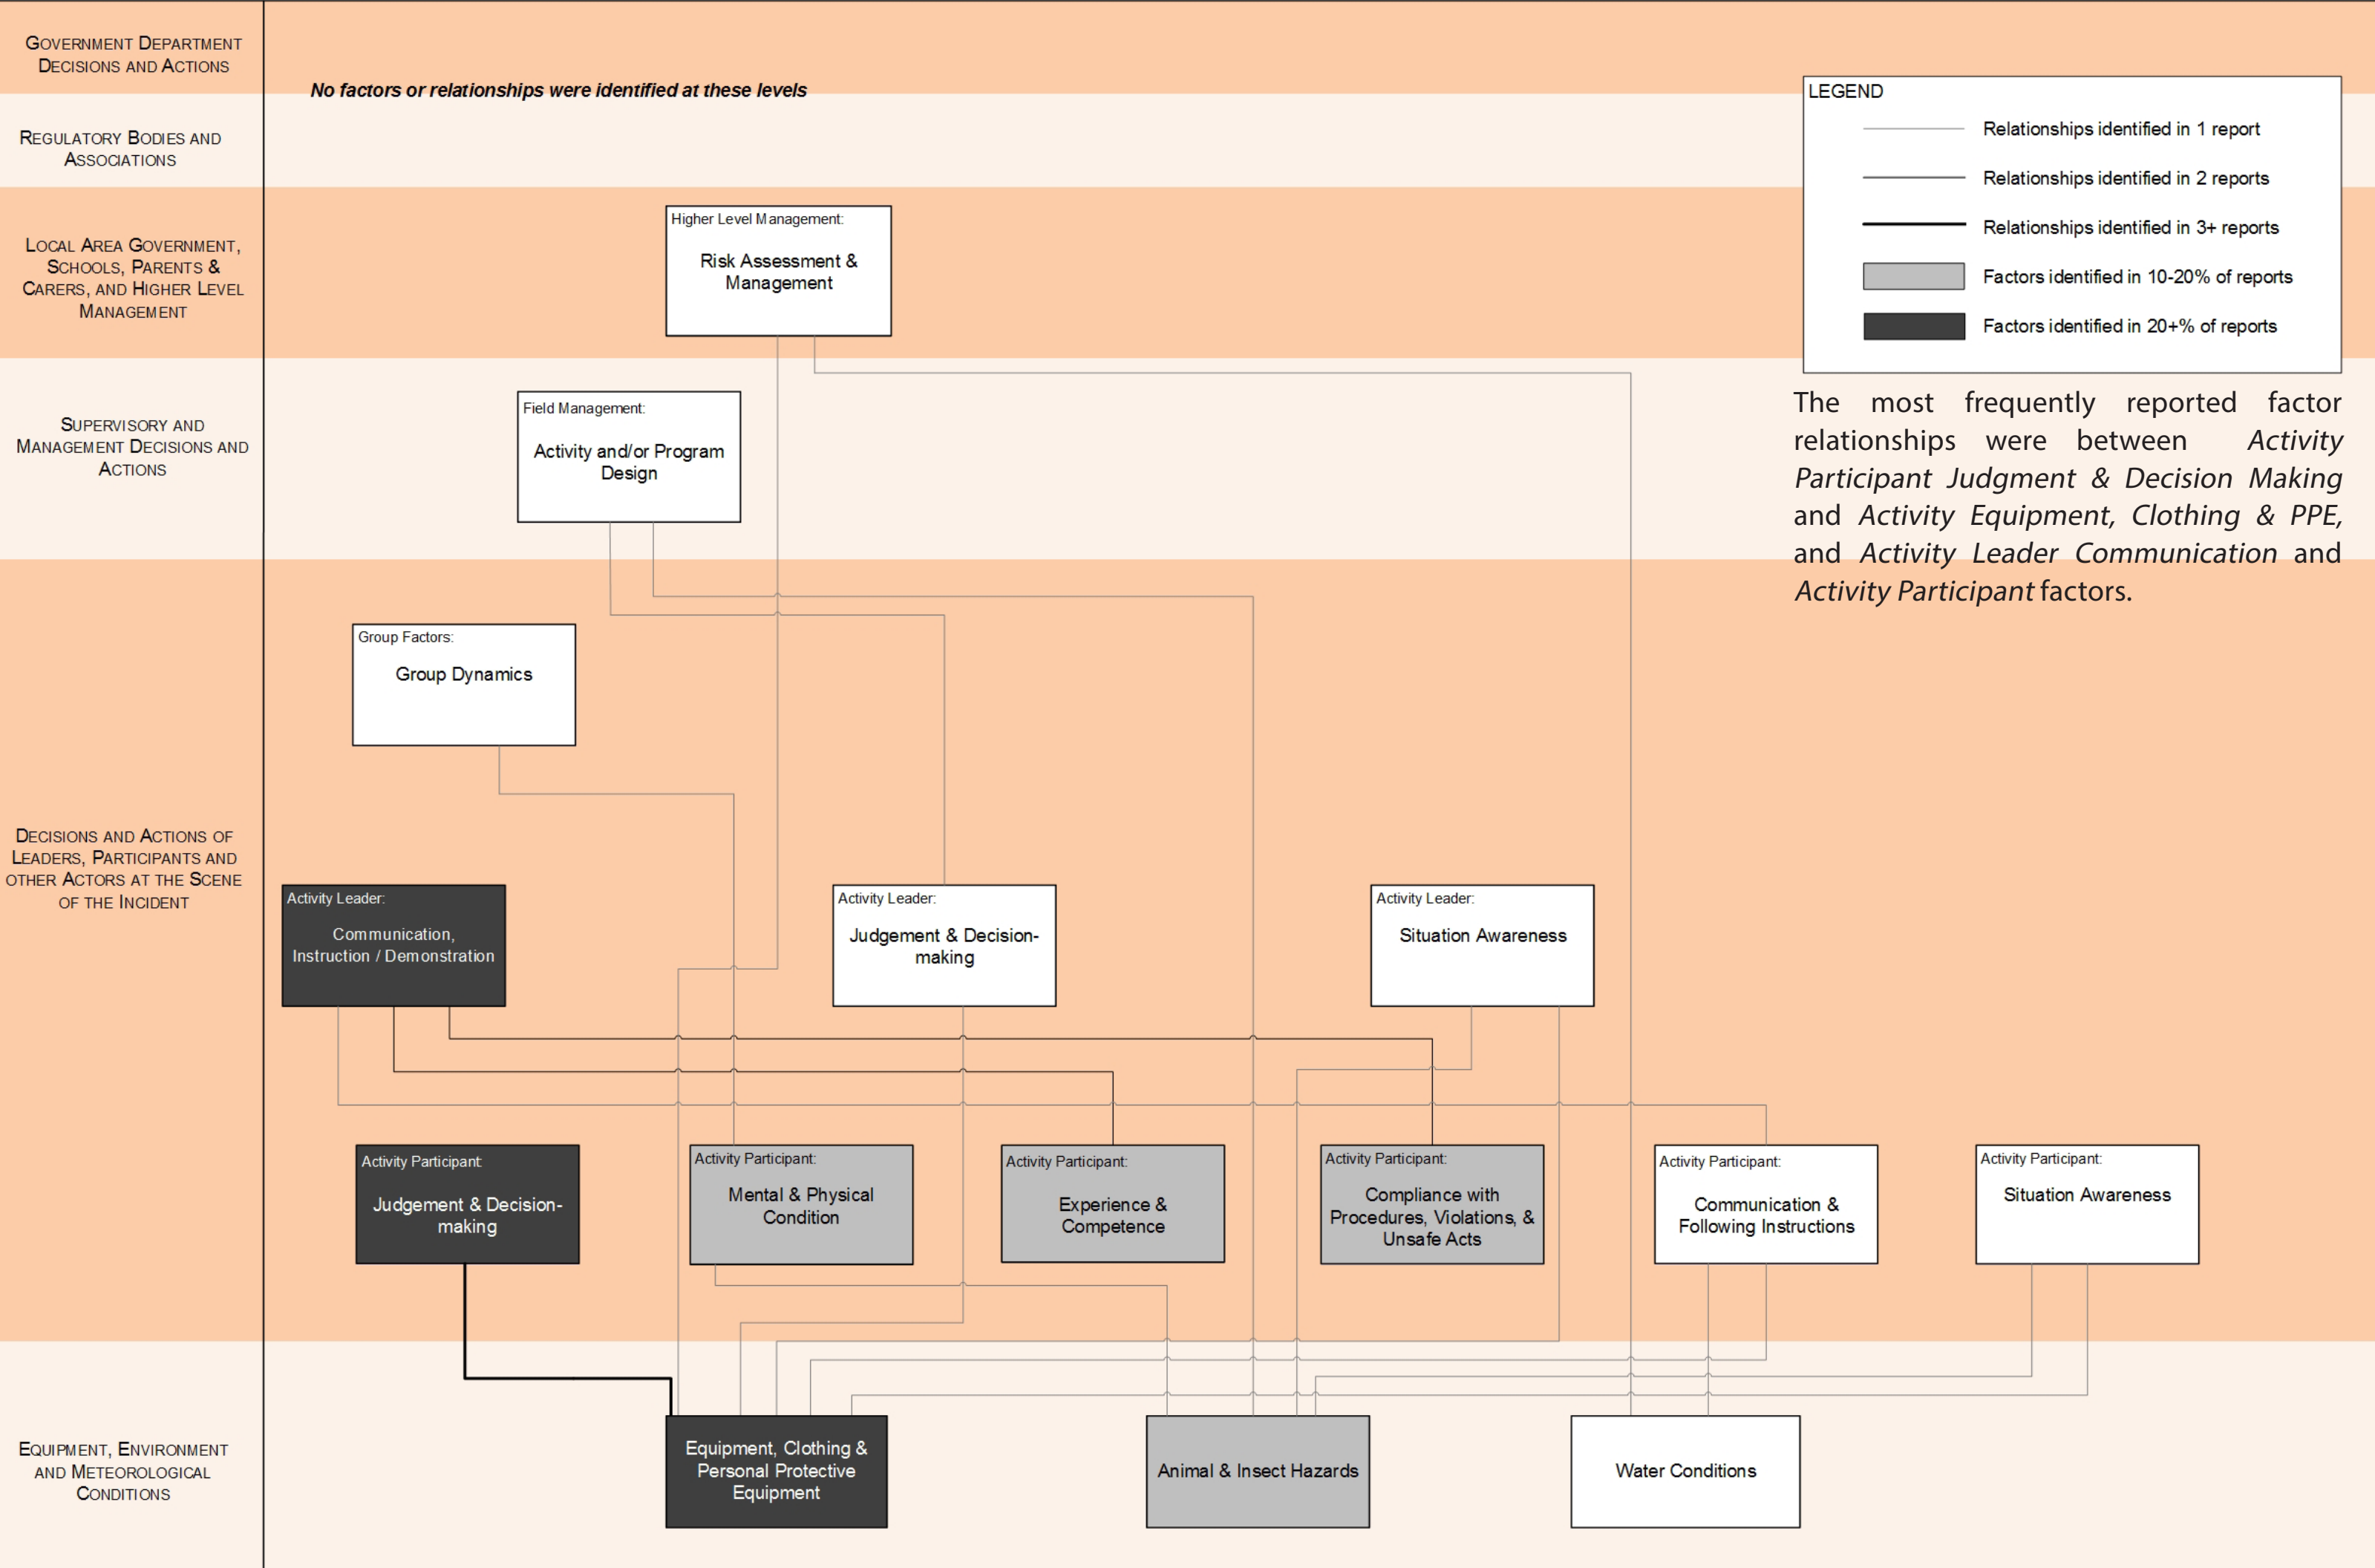 GOVERNMENT DEPARTMENT
DECISIONS AND ACTIONS
No factors or relationships were identified at these levels
REGULATORY BODIES AND
ASSOCIATIONS
LEGEND
Relationships identified in 1 report
Relationships identified in 2 reports
Relationships identified in 3+ reports
Factors identified in 10-20% of reports
Factors identified in 20+% of reports
LOCAL AREA GOVERNMENT,
SCHOOLS, PARENTS &
CARERS, AND HIGHER LEVEL
MANAGEMENT
Higher Level Management:
Risk Assessment &
Management
SUPERVISORY AND
MANAGEMENT DECISIONS AND
ACTIONS
Field Management:
Activity and/or Program
Design
The most frequently reported factor
relationships were between Activity
Participant Judgment & Decision Making
and Activity Equipment, Clothing & PPE,
and Activity Leader Communication and
Activity Participant factors.
DECISIONS AND ACTIONS OF
LEADERS, PARTICIPANTS AND
OTHER ACTORS AT THE SCENE
OF THE INCIDENT
Group Factors:
Group Dynamics
Activity Leader:
Communication,
Instruction / Demonstration
Activity Leader:
Judgement & Decision-
making
Activity Leader:
Situation Awareness
Activity Participant:
Judgement & Decision-
making
Activity Participant:
Mental & Physical
Condition
Activity Participant:
Experience &
Competence
Activity Participant:
Compliance with
Procedures, Violations, &
Unsafe Acts
Activity Participant:
Communication &
Following Instructions
Activity Participant:
Situation Awareness
EQUIPMENT, ENVIRONMENT
AND METEOROLOGICAL
CONDITIONS
Equipment, Clothing &
Personal Protective
Equipment
Animal & Insect Hazards
Water Conditions